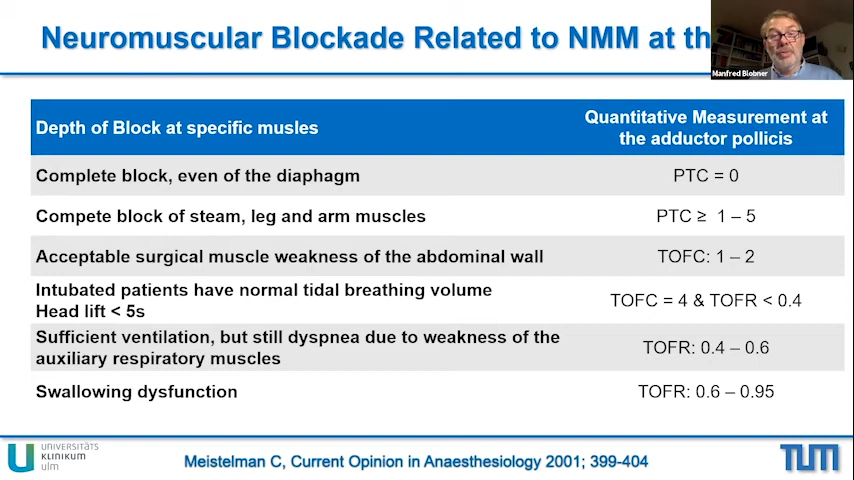 Neuromuscular Blockade Related to NMM at th
Manfred Blobner
Depth of Block at specific musles
Quantitative Measurement at
the adductor pollicis
Complete block, even of the diaphagm
PTC = 0
Compete block of steam, leg and arm muscles
PTC ≥ 1 – 5
Acceptable surgical muscle weakness of the abdominal wall
TOFC: 1 – 2
Intubated patients have normal tidal breathing volume
Head lift < 5s
TOFC = 4 & TOFR < 0.4
Sufficient ventilation, but still dyspnea due to weakness of the
auxiliary respiratory muscles
TOFR: 0.4 – 0.6
Swallowing dysfunction
TOFR: 0.6 – 0.95
UNIVERSITÄTS
KLINIKUM
ulm
Meistelman C, Current Opinion in Anaesthesiology 2001; 399-404
TUM